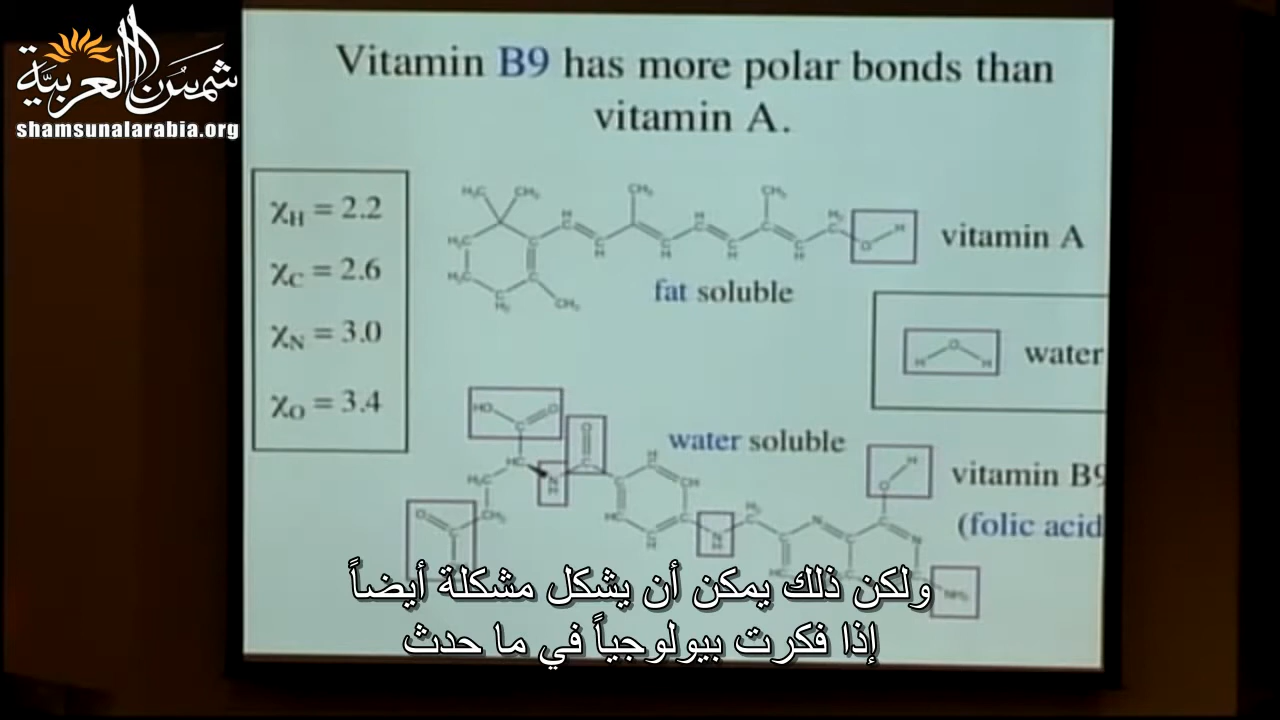 شمس العربية
shamsunalarabia.org
Vitamin B9 has more polar bonds than
vitamin A.
χH = 2.2
χC = 2.6
χN = 3.0
χO = 3.4
vitamin A
fat soluble
water
water soluble
vitamin B9
(folic acid
ولكن ذلك يمكن أن يشكل مشكلة أيضاً
إذا فكرت بيولوجياً في ما حدث